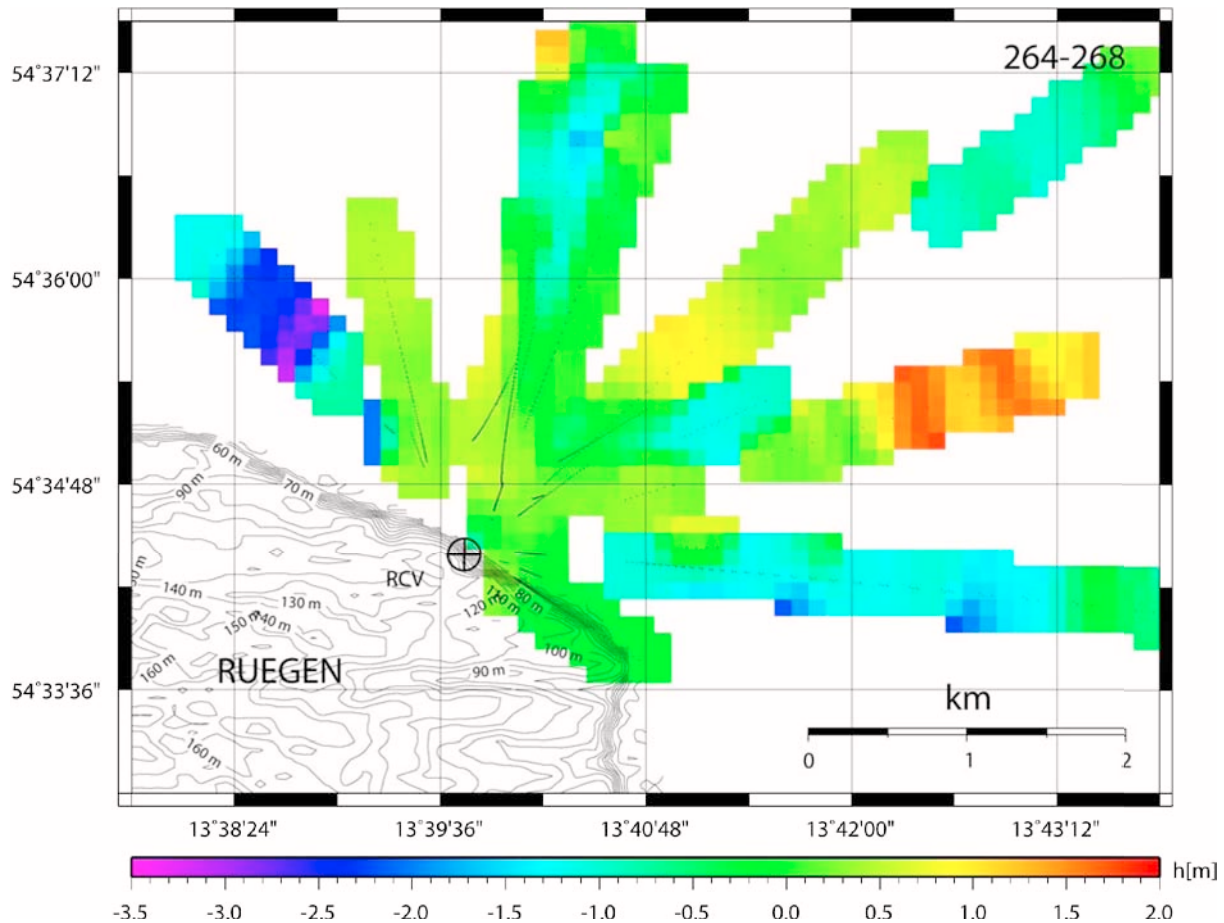 264-268
54°37'12"
54°36'00"
54°34'48"
54°33'36"
60 m
90 m
70 m
RCV
140 m
130 m
150 m
140 m
120 m
110 m
80 m
160 m
RUEGEN
90 m
100 m
160 m
km
0 1 2
13°38'24" 13°39'36" 13°40'48" 13°42'00" 13°43'12"
h[m]
-3.5 -3.0 -2.5 -2.0 -1.5 -1.0 -0.5 0.0 0.5 1.0 1.5 2.0